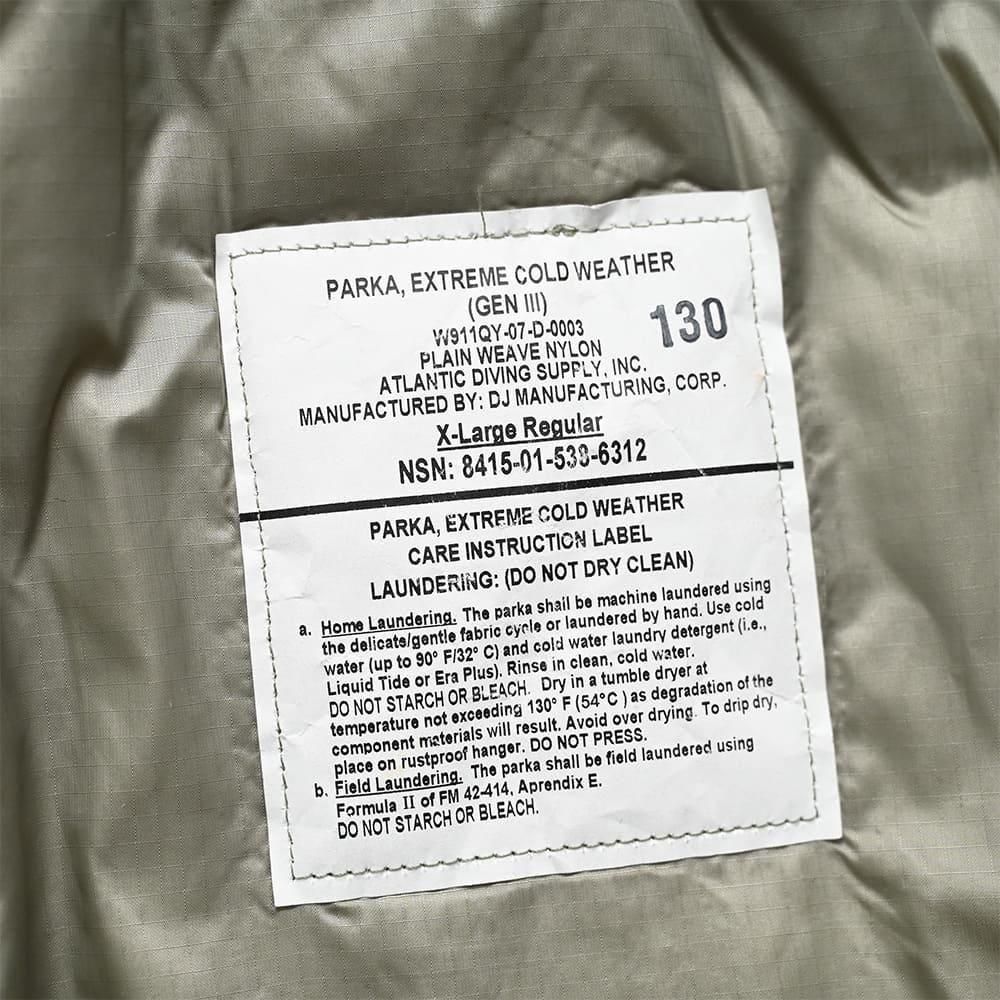 PARKA, EXTREME COLD WEATHER
(GEN III)
130
W911QY-07-D-0003
PLAIN WEAVE NYLON
ATLANTIC DIVING SUPPLY, INC.
MANUFACTURED BY: DJ MANUFACTURING, CORP.
X-Large Regular
NSN: 8415-01-538-6312
PARKA, EXTREME COLD WEATHER
CARE INSTRUCTION LABEL
LAUNDERING: (DO NOT DRY CLEAN)
a. Home Laundering. The parka shall be machine laundered using
the delicate/gentle fabric cycle or laundered by hand. Use cold
water (up to 90° F/32° C) and cold water laundry detergent (i.e.,
Liquid Tide or Era Plus). Rinse in clean, cold water.
DO NOT STARCH OR BLEACH. Dry in a tumble dryer at
temperature not exceeding 130° F (54°C ) as degradation of the
component materials will result. Avoid over drying. To drip dry,
place on rustproof hanger. DO NOT PRESS.
b. Field Laundering. The parka shall be field laundered using
Formula II of FM 42-414, Aprendix E.
DO NOT STARCH OR BLEACH.